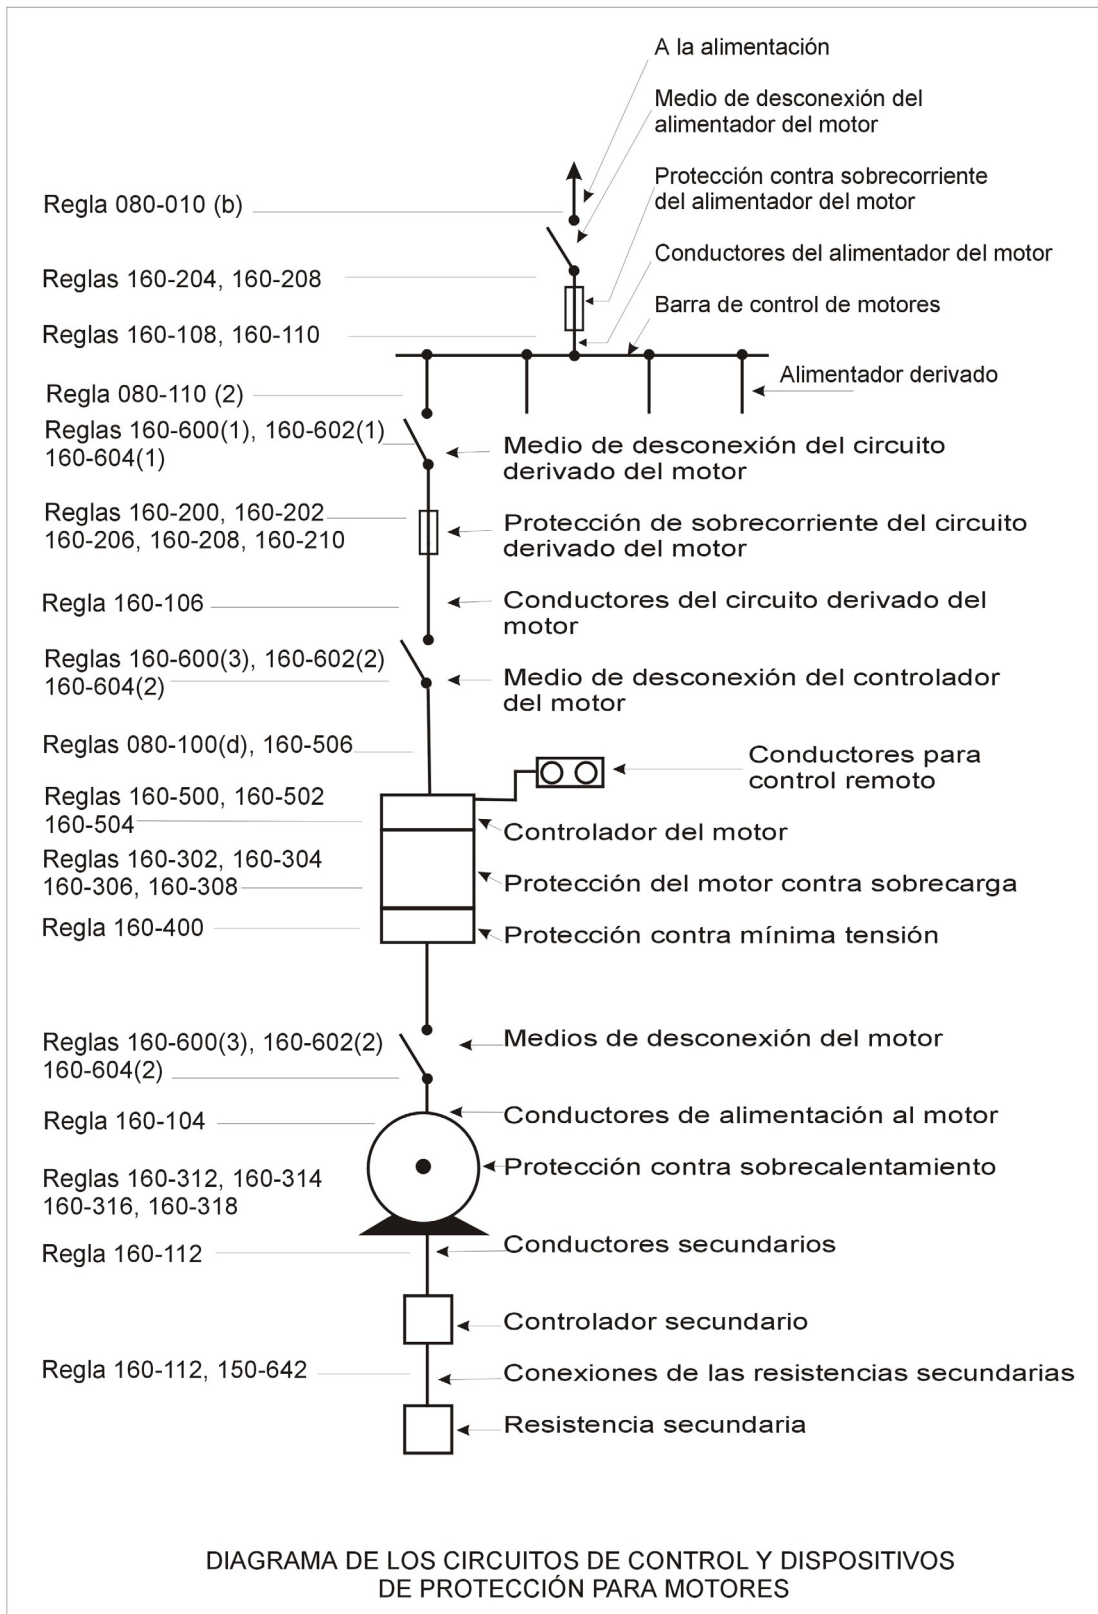 A la alimentación
Medio de desconexión del
alimentador del motor
Protección contra sobrecorriente
del alimentador del motor
Regla 080-010 (b)
Conductores del alimentador del motor
Reglas 160-204, 160-208
Barra de control de motores
Reglas 160-108, 160-110
Alimentador derivado
Regla 080-110 (2)
Reglas 160-600(1), 160-602(1)
160-604(1)
Medio de desconexión del circuito
derivado del motor
Reglas 160-200, 160-202
160-206, 160-208, 160-210
Protección de sobrecorriente del circuito
derivado del motor
Regla 160-106
Conductores del circuito derivado del
motor
Reglas 160-600(3), 160-602(2)
160-604(2)
Medio de desconexión del controlador
del motor
Reglas 080-100(d), 160-506
Conductores para
control remoto
Reglas 160-500, 160-502
160-504
Controlador del motor
Reglas 160-302, 160-304
160-306, 160-308
Protección del motor contra sobrecarga
Regla 160-400
Protección contra mínima tensión
Reglas 160-600(3), 160-602(2)
160-604(2)
Medios de desconexión del motor
Regla 160-104
Conductores de alimentación al motor
Protección contra sobrecalentamiento
Reglas 160-312, 160-314
160-316, 160-318
Regla 160-112
Conductores secundarios
Controlador secundario
Regla 160-112, 150-642
Conexiones de las resistencias secundarias
Resistencia secundaria
DIAGRAMA DE LOS CIRCUITOS DE CONTROL Y DISPOSITIVOS
DE PROTECCIÓN PARA MOTORES